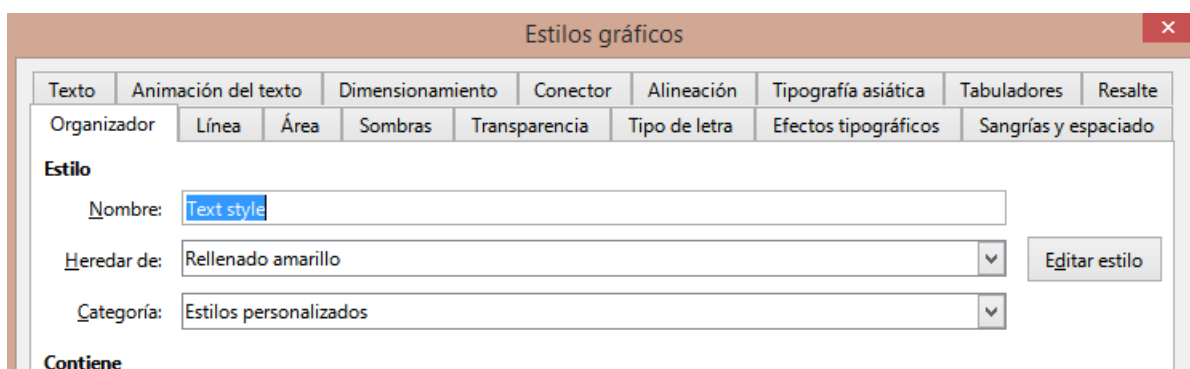 Estilos gráficos
Texto Animación del texto Dimensionamiento Conector Alineación Tipografía asiática Tabuladores Resalte
Organizador Línea Área Sombras Transparencia Tipo de letra Efectos tipográficos Sangrías y espaciado
Estilo
Nombre: Text style
Heredar de: Rellenado amarillo Editar estilo
Categoría: Estilos personalizados
Contiene